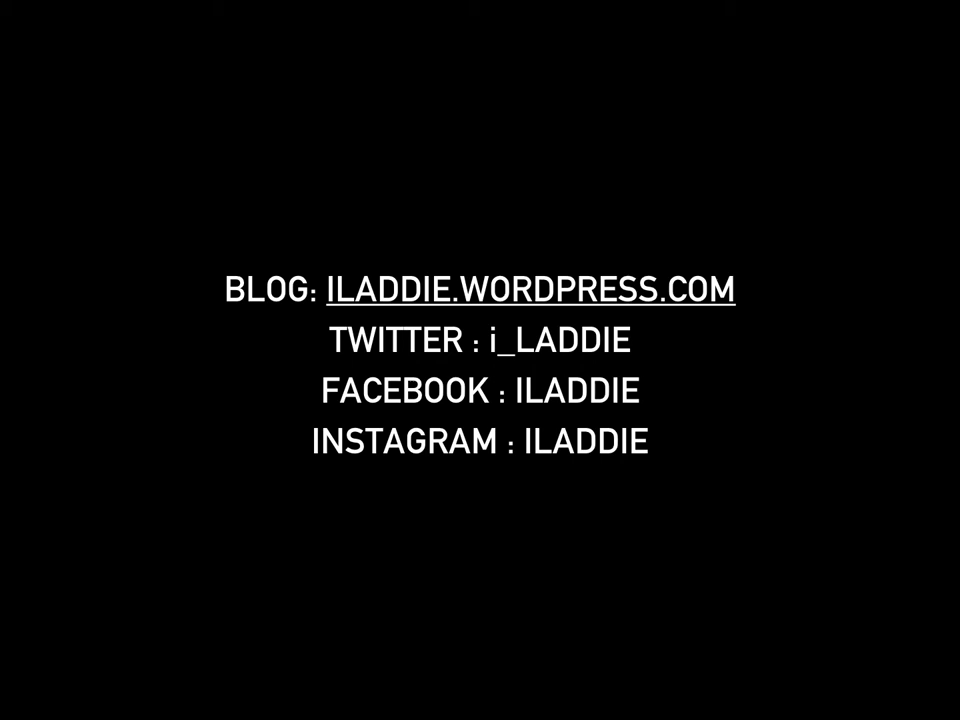 BLOG: ILADDIE.WORDPRESS.COM
TWITTER : i_LADDIE
FACEBOOK : ILADDIE
INSTAGRAM : ILADDIE